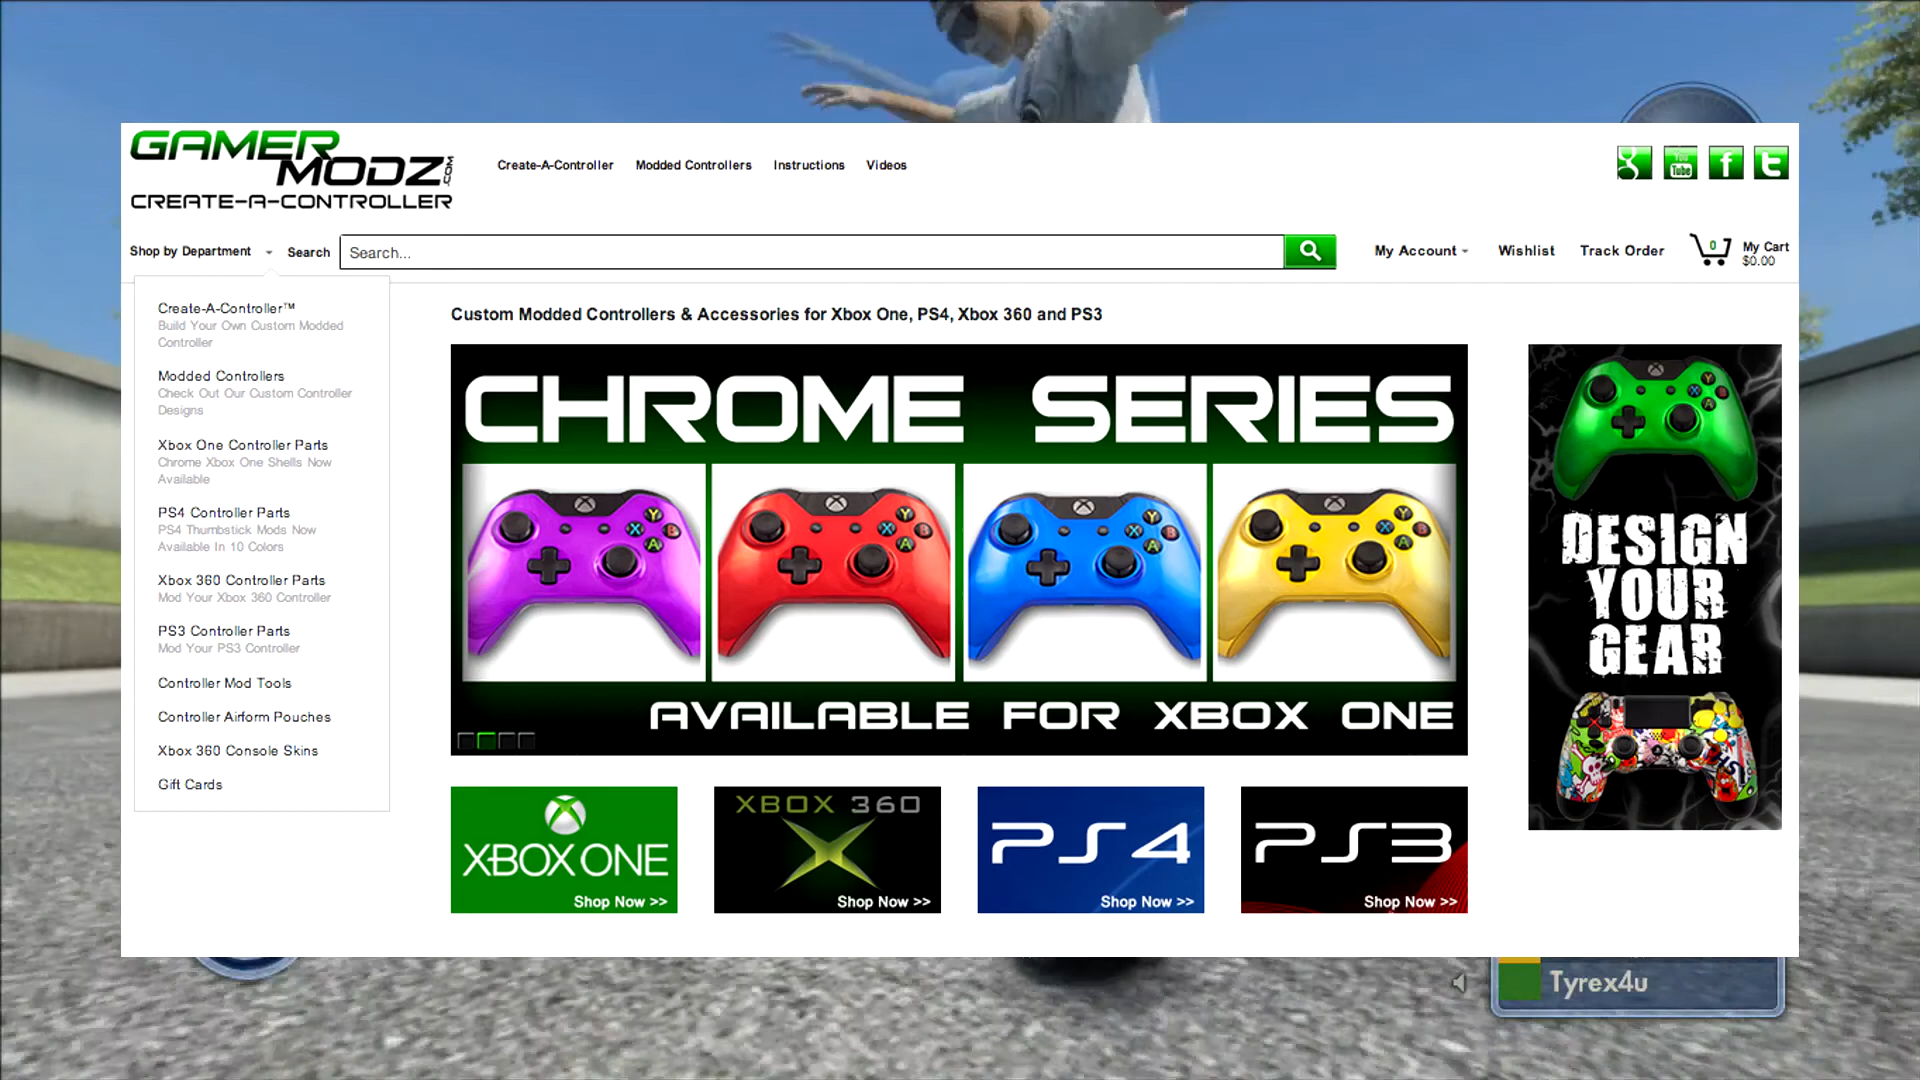 GAMER
MODZ
.COM
CREATE-A-CONTROLLER
Create-A-Controller
Modded Controllers
Instructions
Videos
You
Tube
Shop by Department
Search
Search...
My Account
Wishlist
Track Order
0
My Cart
$0.00
Create-A-Controller™
Build Your Own Custom Modded
Controller
Modded Controllers
Check Out Our Custom Controller
Designs
Xbox One Controller Parts
Chrome Xbox One Shells Now
Available
PS4 Controller Parts
PS4 Thumbstick Mods Now
Available In 10 Colors
Xbox 360 Controller Parts
Mod Your Xbox 360 Controller
PS3 Controller Parts
Mod Your PS3 Controller
Controller Mod Tools
Controller Airform Pouches
Xbox 360 Console Skins
Gift Cards
Custom Modded Controllers & Accessories for Xbox One, PS4, Xbox 360 and PS3
CHROME SERIES
X Y B A
X Y B A
X Y B A
X Y B A
AVAILABLE FOR XBOX ONE
X Y B A
DESIGN
YOUR
GEAR
XBOX ONE
Shop Now >>
XBOX 360
Shop Now >>
PS4
Shop Now >>
PS3
Shop Now >>
Tyrex4u